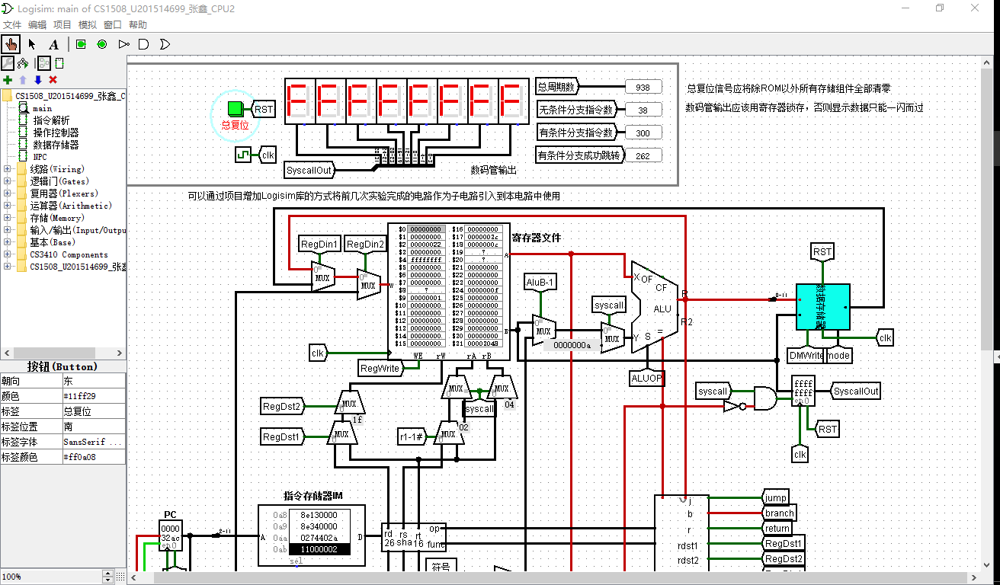 Logisim: main of CS1508_U201514699_张鑫_CPU2
文件 编辑 项目 模拟 窗口 帮助
CS1508_U201514699_张鑫_C
main
指令解析
操作控制器
数据存储器
NPC
线路(Wiring)
逻辑门(Gates)
复用器(Plexers)
运算器(Arithmetic)
存储(Memory)
输入/输出(Input/Outpu
基本(Base)
CS3410 Components
CS1508_U201514699_张鑫
按钮(Button)
朝向 东
颜色 #11ff29
标签 总复位
标签位置 南
标签字体 SansSerif ...
标签颜色 #ff0a08
100%
RST
总复位
clk
FFFFFFFF
SyscallOut
数码管输出
总周期数 938
无条件分支指令数 38
有条件分支指令数 300
有条件分支成功跳转 262
总复位信号应将除ROM以外所有存储组件全部清零
数码管输出应该用寄存器锁存，否则显示数据只能一闪而过
可以通过项目增加Logisim库的方式将前几次实验完成的电路作为子电路引入到本电路中使用
RegDin1 RegDin2
MUX MUX
寄存器文件
$0 00000000 $16 00000000
$1 00000000 $17 0000002c
$2 00000022 $18 0000000c
$3 00000000 $19 ?
$4 ffffffff $20 ?
$5 00000000 $21 00000000
$6 00000000 $22 00000000
$7 00000000 $23 00000000
$8 ? $24 0000000f
$9 00000001 $25 00000000
$10 00000000 $26 00000000
$11 00000000 $27 00000000
$12 00000000 $28 00000000
$13 00000000 $29 00000000
$14 00000000 $30 00000000
$15 00000000 $31 00002048
W A B
WE rW rA rB
clk
RegWrite
AluB-1
syscall
MUX MUX
0000000a
X OF CF
ALU
Y S =
R
R2
ALUOP
0-11
RST
数据存储器
clk
DMWrite mode
syscall
ffff
ffff
en0
SyscallOut
RST
clk
RegDst2
MUX
1f
RegDst1
MUX
MUX MUX
syscall
04
02
r1-1#
MUX
指令存储器IM
0a8 8e130000
0a9 8e340000
0aa 0274402a
0ab 11000002
A D
sel
PC
0000
32ac
en0
2-11
rd rs rt op
26 sha 16 func
符号
j
b
r
rdst1
rdst2
jump
branch
return
RegDst1
RegDst2